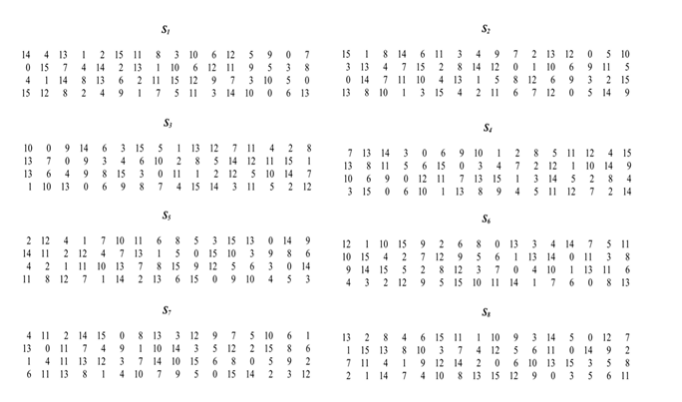 S1
14 4 13 1 2 15 11 8 3 10 6 12 5 9 0 7
0 15 7 4 14 2 13 1 10 6 12 11 9 5 3 8
4 1 14 8 13 6 2 11 15 12 9 7 3 10 5 0
15 12 8 2 4 9 1 7 5 11 3 14 10 0 6 13
S2
15 1 8 14 6 11 3 4 9 7 2 13 12 0 5 10
3 13 4 7 15 2 8 14 12 0 1 10 6 9 11 5
0 14 7 11 10 4 13 1 5 8 12 6 9 3 2 15
13 8 10 1 3 15 4 2 11 6 7 12 0 5 14 9
S3
10 0 9 14 6 3 15 5 1 13 12 7 11 4 2 8
13 7 0 9 3 4 6 10 2 8 5 14 12 11 15 1
13 6 4 9 8 15 3 0 11 1 2 12 5 10 14 7
1 10 13 0 6 9 8 7 4 15 14 3 11 5 2 12
S4
7 13 14 3 0 6 9 10 1 2 8 5 11 12 4 15
13 8 11 5 6 15 0 3 4 7 2 12 1 10 14 9
10 6 9 0 12 11 7 13 15 1 3 14 5 2 8 4
3 15 0 6 10 1 13 8 9 4 5 11 12 7 2 14
S5
2 12 4 1 7 10 11 6 8 5 3 15 13 0 14 9
14 11 2 12 4 7 13 1 5 0 15 10 3 9 8 6
4 2 1 11 10 13 7 8 15 9 12 5 6 3 0 14
11 8 12 7 1 14 2 13 6 15 0 9 10 4 5 3
S6
12 1 10 15 9 2 6 8 0 13 3 4 14 7 5 11
10 15 4 2 7 12 9 5 6 1 13 14 0 11 3 8
9 14 15 5 2 8 12 3 7 0 4 10 1 13 11 6
4 3 2 12 9 5 15 10 11 14 1 7 6 0 8 13
S7
4 11 2 14 15 0 8 13 3 12 9 7 5 10 6 1
13 0 11 7 4 9 1 10 14 3 5 12 2 15 8 6
1 4 11 13 12 3 7 14 10 15 6 8 0 5 9 2
6 11 13 8 1 4 10 7 9 5 0 15 14 2 3 12
S8
13 2 8 4 6 15 11 1 10 9 3 14 5 0 12 7
1 15 13 8 10 3 7 4 12 5 6 11 0 14 9 2
7 11 4 1 9 12 14 2 0 6 10 13 15 3 5 8
2 1 14 7 4 10 8 13 15 12 9 0 3 5 6 11